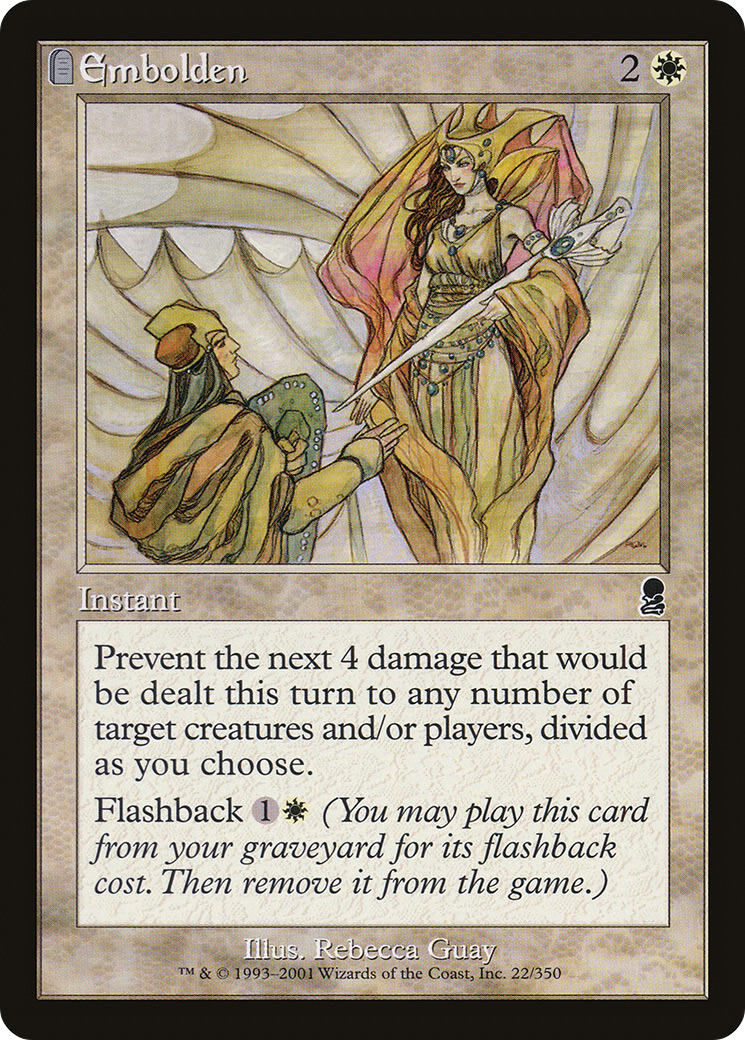 Embolden 2
Instant
Prevent the next 4 damage that would
be dealt this turn to any number of
target creatures and/or players, divided
as you choose.
Flashback 1 (You may play this card
from your graveyard for its flashback
cost. Then remove it from the game.)
Illus. Rebecca Guay
™ & © 1993–2001 Wizards of the Coast, Inc. 22/350